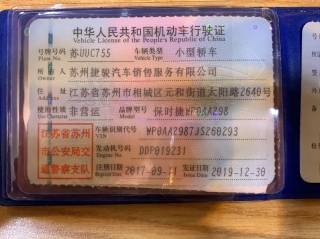 中华人民共和国机动车行驶证
Vehicle License of the People's Republic of China
号牌号码 苏UUC755 车辆类型 小型轿车
Plate No. Vehicle Type
所有人 苏州捷骏汽车销售服务有限公司
Owner
住址 江苏省苏州市相城区元和街道太阳路2640号
Address
使用性质 非营运 品牌型号 保时捷WP0AA298
Use Character Model
江苏省苏州市公安局交通警察支队
车辆识别代号 WP0AA2987JS260293
VIN
发动机号码 DDP019231
Engine No.
注册日期 2017-09-11 发证日期 2019-12-30
Issue Date